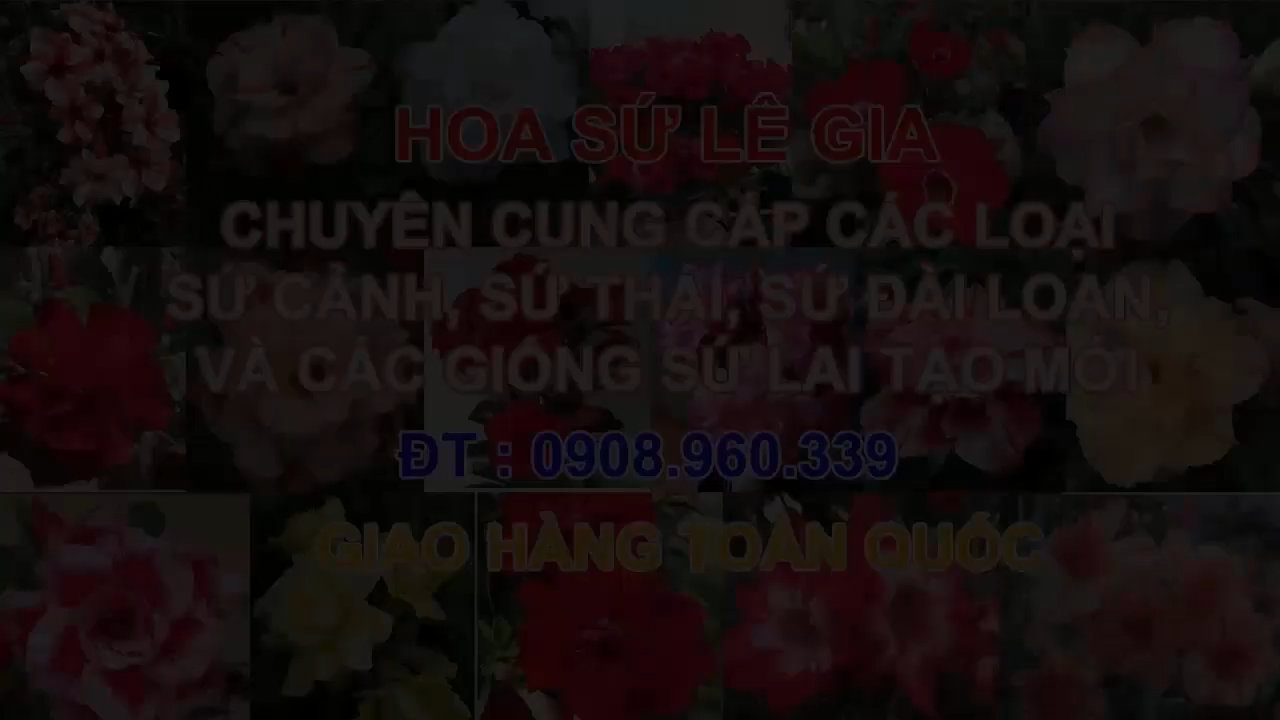 HOA SỨ LÊ GIA
CHUYÊN CUNG CẤP CÁC LOẠI
SỨ CẢNH, SỨ THÁI, SỨ ĐÀI LOAN,
VÀ CÁC GIỐNG SỨ LAI TẠO MỚI
ĐT : 0908.960.339
GIAO HÀNG TOÀN QUỐC